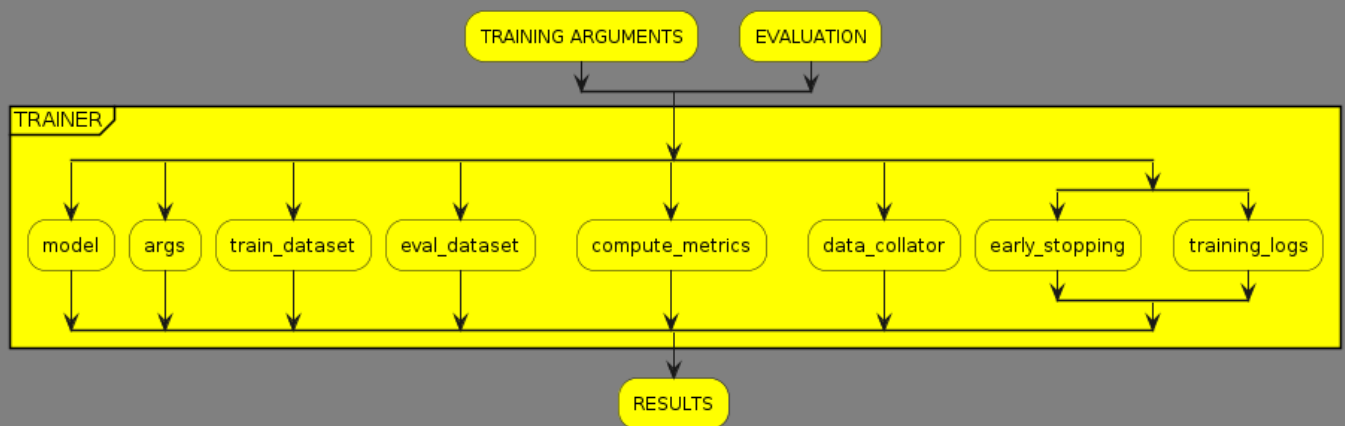 TRAINING ARGUMENTS
EVALUATION
TRAINER
model
args
train_dataset
eval_dataset
compute_metrics
data_collator
early_stopping
training_logs
RESULTS